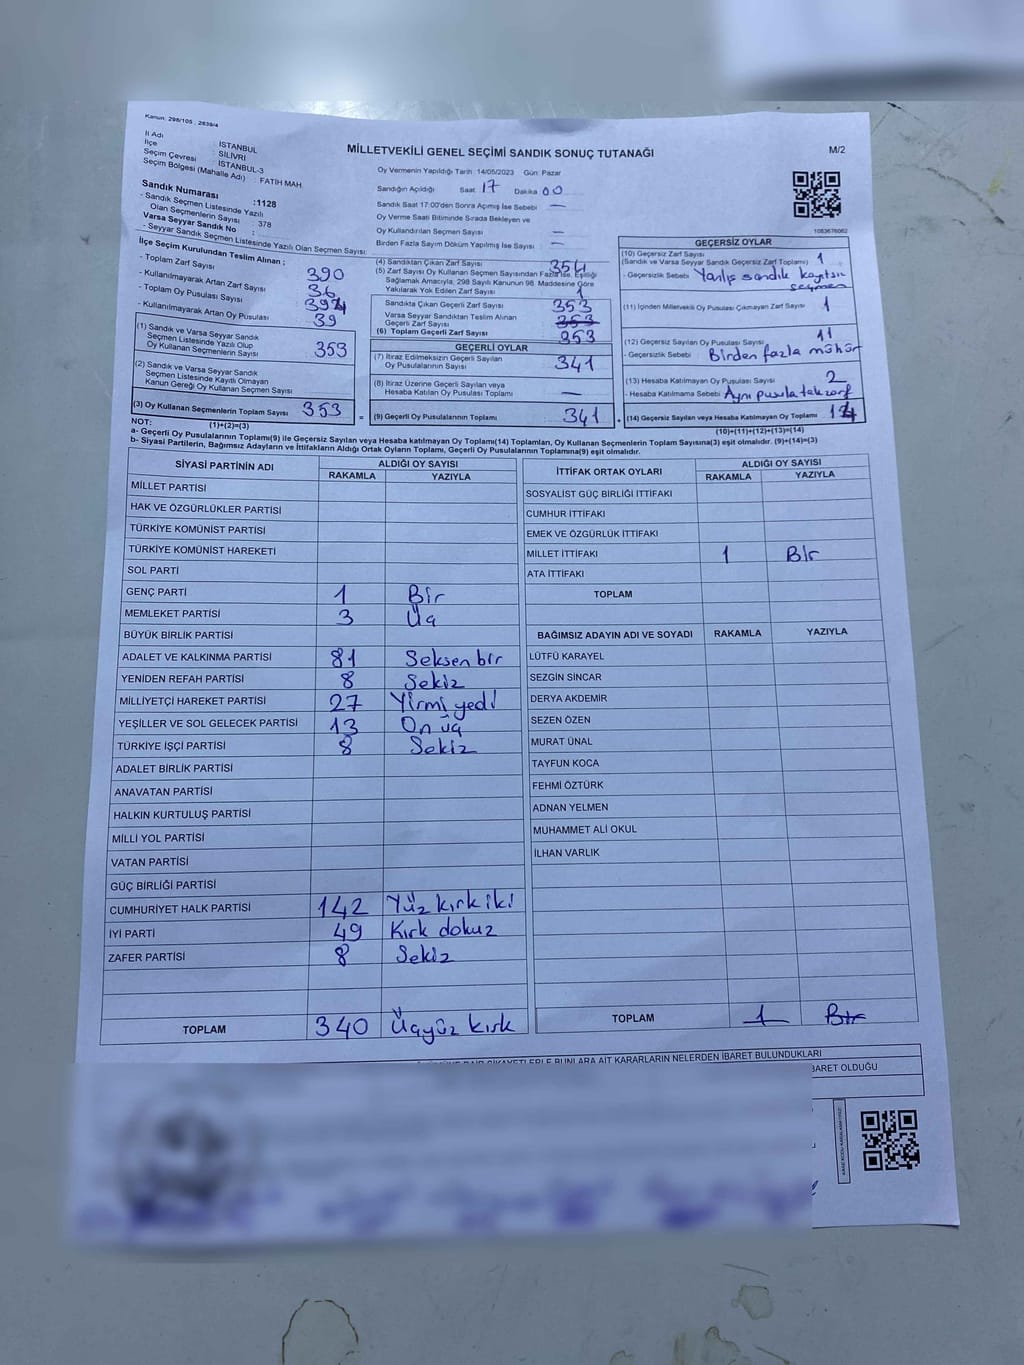 Kanun: 298/105 , 2839/4
İl Adı : İSTANBUL
İlçe : SİLİVRİ
Seçim Çevresi : İSTANBUL-3
Seçim Bölgesi (Mahalle Adı) : FATİH MAH.
MİLLETVEKİLİ GENEL SEÇİMİ SANDIK SONUÇ TUTANAĞI
M/2
Sandık Numarası :1128
- Sandık Seçmen Listesinde Yazılı
Olan Seçmenlerin Sayısı : 378
Varsa Seyyar Sandık No :
- Seyyar Sandık Seçmen Listesinde Yazılı Olan Seçmen Sayısı:
Oy Vermenin Yapıldığı Tarih :14/05/2023 Gün: Pazar
Sandığın Açıldığı Saat 17 Dakika 00
Sandık Saat 17:00'den Sonra Açımış İse Sebebi —
Oy Verme Saati Bitiminde Sırada Bekleyen ve
Oy Kullandırılan Seçmen Sayısı —
Birden Fazla Sayım Döküm Yapılmış İse Sayısı —
1083678062
İlçe Seçim Kurulundan Teslim Alınan ;
- Toplam Zarf Sayısı 390
- Kullanılmayarak Artan Zarf Sayısı 36
- Toplam Oy Pusulası Sayısı
- Kullanılmayarak Artan Oy Pusulası 39
(1) Sandık ve Varsa Seyyar Sandık
Seçmen Listesinde Yazılı Olup
Oy Kullanan Seçmenlerin Sayısı 353
(2) Sandık ve Varsa Seyyar Sandık
Seçmen Listesinde Kayıtlı Olmayan
Kanun Gereği Oy Kullanan Seçmen Sayısı
(3) Oy Kullanan Seçmenlerin Toplam Sayısı 353
(1)+(2)=(3)
(4) Sandıktan Çıkan Zarf Sayısı 354
(5) Zarf Sayısı Oy Kullanan Seçmen Sayısından Fazla İse, Eşitliği
Sağlamak Amacıyla, 298 Sayılı Kanunun 98. Maddesine Göre
Yakılarak Yok Edilen Zarf Sayısı 1
Sandıkta Çıkan Geçerli Zarf Sayısı 353
Varsa Seyyar Sandıktan Teslim Alınan
Geçerli Zarf Sayısı 353
(6) Toplam Geçerli Zarf Sayısı 353
GEÇERLİ OYLAR
(7) İtiraz Edilmeksizin Geçerli Sayılan
Oy Pusulalarının Sayısı 341
(8) İtiraz Üzerine Geçerli Sayılan veya
Hesaba Katılan Oy Pusulası Toplamı —
= (9) Geçerli Oy Pusulalarının Toplamı 341
GEÇERSİZ OYLAR
(10) Geçersiz Zarf Sayısı
(Sandık ve Varsa Seyyar Sandık Geçersiz Zarf Toplamı) 1
- Geçersizlik Sebebi Yanlış sandık kayıtsız
seçmen
(11) İçinden Milletvekili Oy Pusulası Çıkmayan Zarf Sayısı 1
(12) Geçersiz Sayılan Oy Pusulası Sayısı 11
- Geçersizlik Sebebi Birden fazla mühür
(13) Hesaba Katılmayan Oy Pusulası Sayısı 2
- Hesaba Katılmama Sebebi Aynı pusula tek zarf
+ (14) Geçersiz Sayılan veya Hesaba Katılmayan Oy Toplamı
(10)+(11)+(12)+(13)=(14)
NOT:
a- Geçerli Oy Pusulalarının Toplamı(9) ile Geçersiz Sayılan veya Hesaba katılmayan Oy Toplamı(14) Toplamları, Oy Kullanan Seçmenlerin Toplam Sayısına(3) eşit olmalıdır. (9)+(14)=(3)
b- Siyasi Partilerin, Bağımsız Adayların ve İttifakların Aldığı Ortak Oyların Toplamı, Geçerli Oy Pusulalarının Toplamına(9) eşit olmalıdır.
SİYASİ PARTİNİN ADI ALDIĞI OY SAYISI
RAKAMLA YAZIYLA
MİLLET PARTİSİ
HAK VE ÖZGÜRLÜKLER PARTİSİ
TÜRKİYE KOMÜNİST PARTİSİ
TÜRKİYE KOMÜNİST HAREKETİ
SOL PARTİ
GENÇ PARTİ 1 Bir
MEMLEKET PARTİSİ 3 Üç
BÜYÜK BİRLİK PARTİSİ
ADALET VE KALKINMA PARTİSİ 81 Seksen bir
YENİDEN REFAH PARTİSİ 8 Sekiz
MİLLİYETÇİ HAREKET PARTİSİ 27 Yirmi yedi
YEŞİLLER VE SOL GELECEK PARTİSİ 13 On üç
TÜRKİYE İŞÇİ PARTİSİ 8 Sekiz
ADALET BİRLİK PARTİSİ
ANAVATAN PARTİSİ
HALKIN KURTULUŞ PARTİSİ
MİLLİ YOL PARTİSİ
VATAN PARTİSİ
GÜÇ BİRLİĞİ PARTİSİ
CUMHURİYET HALK PARTİSİ 142 Yüz kırk iki
İYİ PARTİ 49 Kırk dokuz
ZAFER PARTİSİ 8 Sekiz
TOPLAM 340 Üçyüz kırk
İTTİFAK ORTAK OYLARI ALDIĞI OY SAYISI
RAKAMLA YAZIYLA
SOSYALİST GÜÇ BİRLİĞİ İTTİFAKI
CUMHUR İTTİFAKI
EMEK VE ÖZGÜRLÜK İTTİFAKI
MİLLET İTTİFAKI 1 Bir
ATA İTTİFAKI
TOPLAM
BAĞIMSIZ ADAYIN ADI VE SOYADI RAKAMLA YAZIYLA
LÜTFÜ KARAYEL
SEZGİN SİNCAR
DERYA AKDEMİR
SEZEN ÖZEN
MURAT ÜNAL
TAYFUN KOCA
FEHMİ ÖZTÜRK
ADNAN YELMEN
MUHAMMET ALİ OKUL
İLHAN VARLIK
TOPLAM 1 Bir
ŞİKAYETLERLE BUNLARA AİT KARARLARIN NELERDEN İBARET BULUNDUKLARI
İBARET OLDUĞU